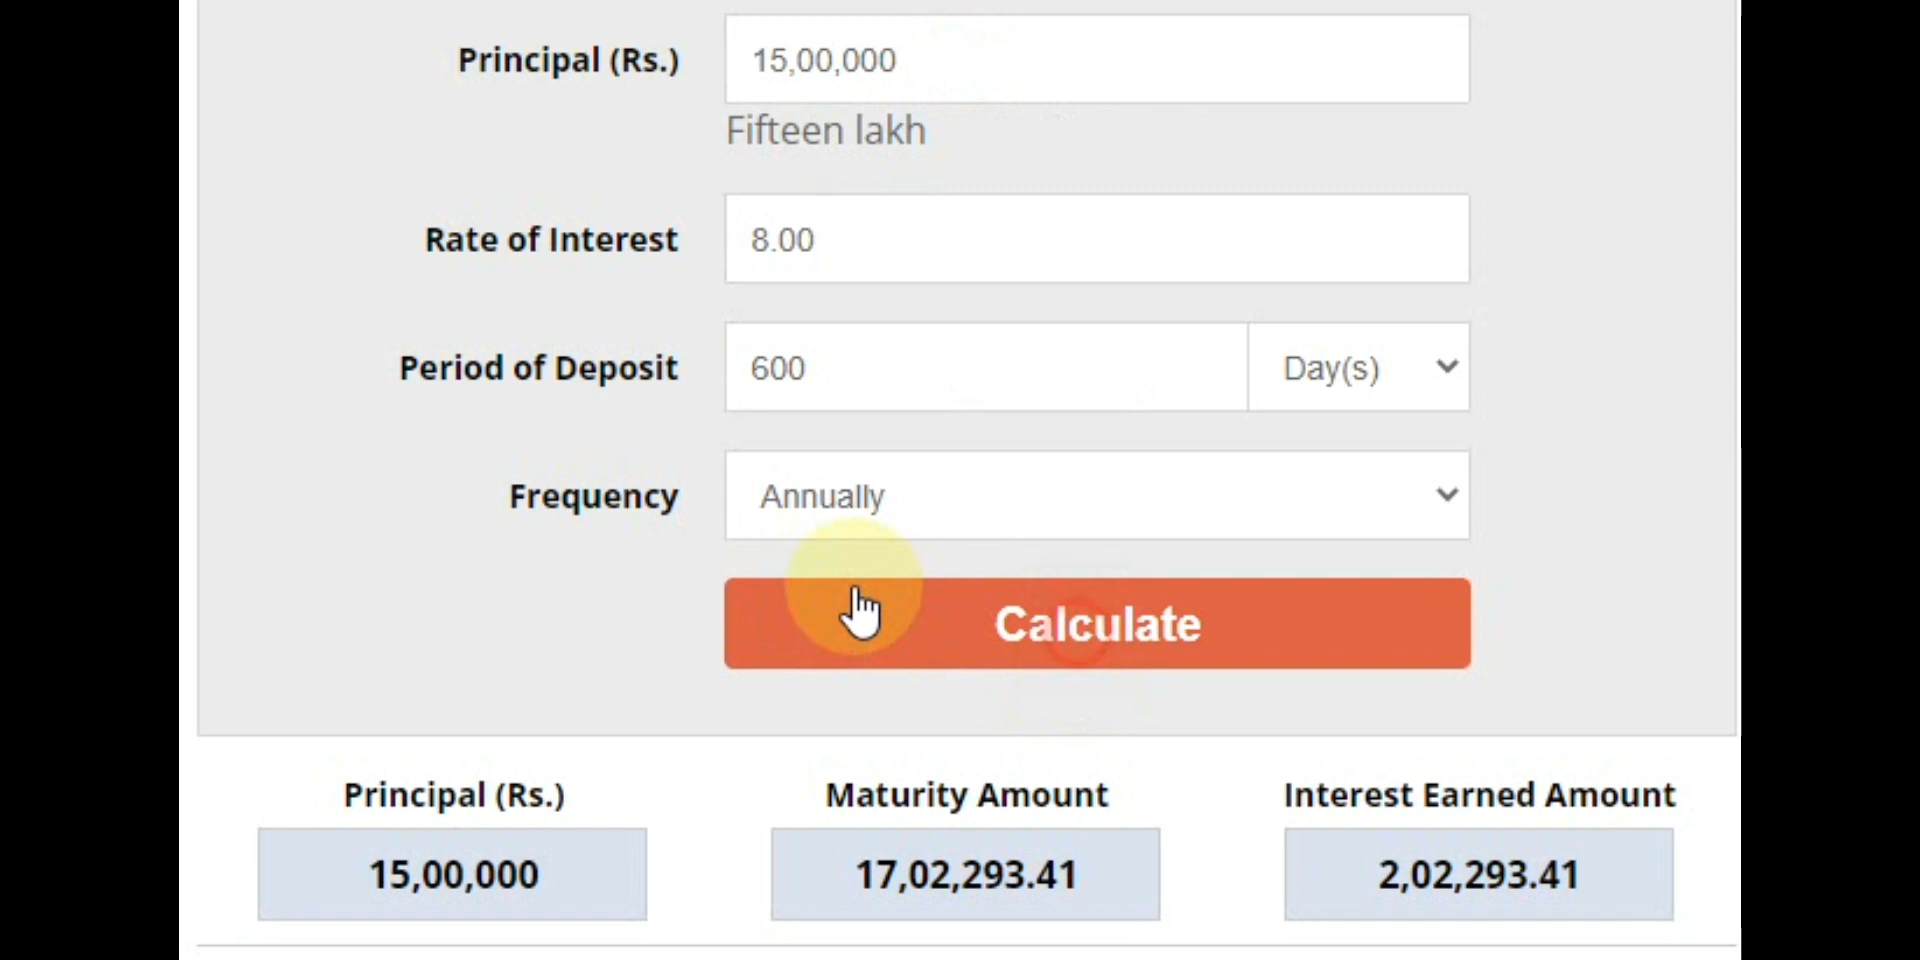 Principal (Rs.) 15,00,000
Fifteen lakh
Rate of Interest 8.00
Period of Deposit 600 Day(s)
Frequency Annually
Calculate
Principal (Rs.) Maturity Amount Interest Earned Amount
15,00,000 17,02,293.41 2,02,293.41